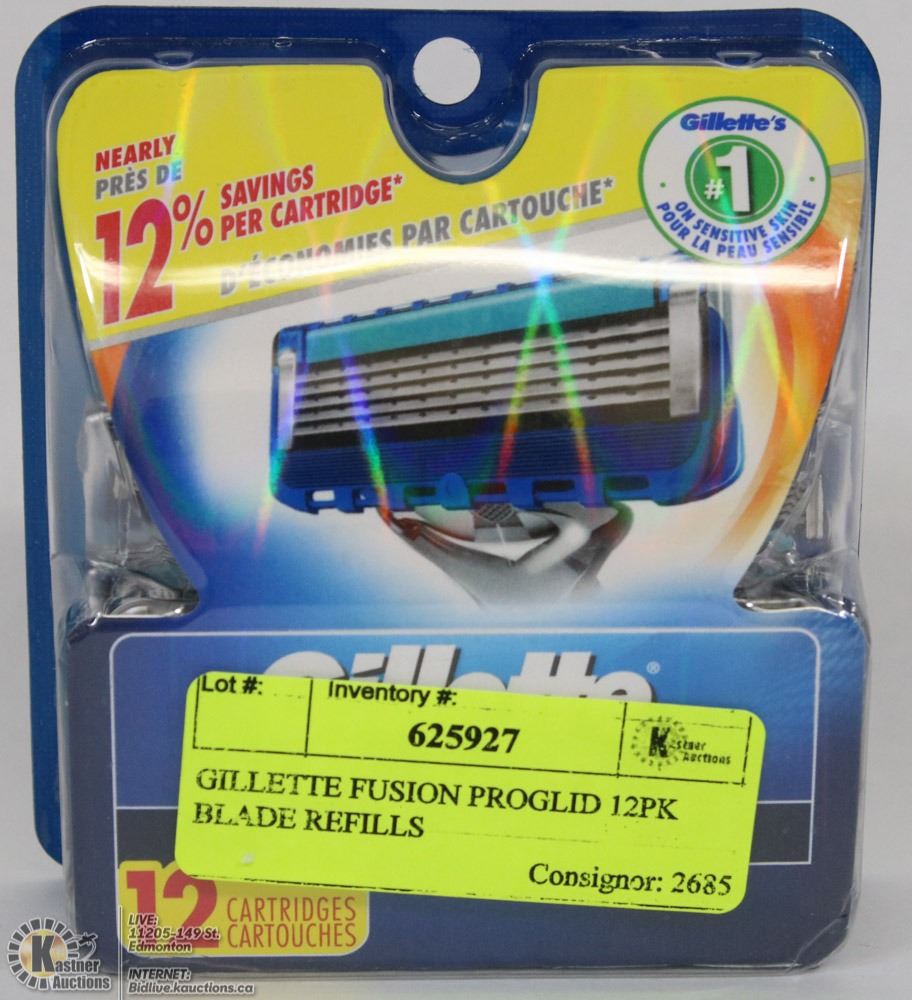 NEARLY
PRÈS DE
12% SAVINGS
PER CARTRIDGE*
D'ÉCONOMIES PAR CARTOUCHE*
Gillette's
#1
ON SENSITIVE SKIN
POUR LA PEAU SENSIBLE
Gillette®
Lot #:
Inventory #:
625927
Kastner
Auctions
GILLETTE FUSION PROGLID 12PK
BLADE REFILLS
Consignor: 2685
12 CARTRIDGES
CARTOUCHES
Kastner
Auctions
LIVE:
11205-149 St.
Edmonton
INTERNET:
Bidlive.kauctions.ca